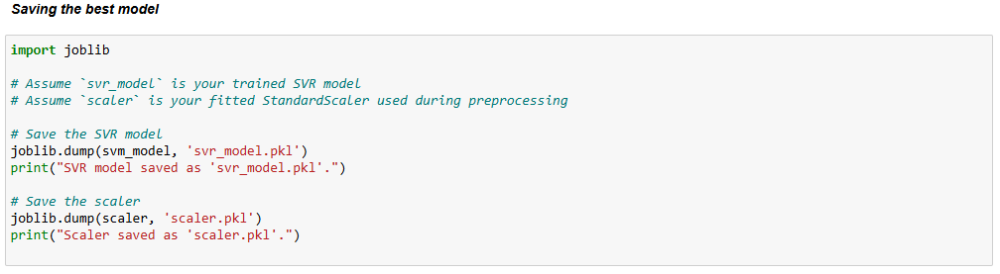 Saving the best model
import joblib
# Assume `svr_model` is your trained SVR model
# Assume `scaler` is your fitted StandardScaler used during preprocessing
# Save the SVR model
joblib.dump(svm_model, 'svr_model.pkl')
print("SVR model saved as 'svr_model.pkl'.")
# Save the scaler
joblib.dump(scaler, 'scaler.pkl')
print("Scaler saved as 'scaler.pkl'.")